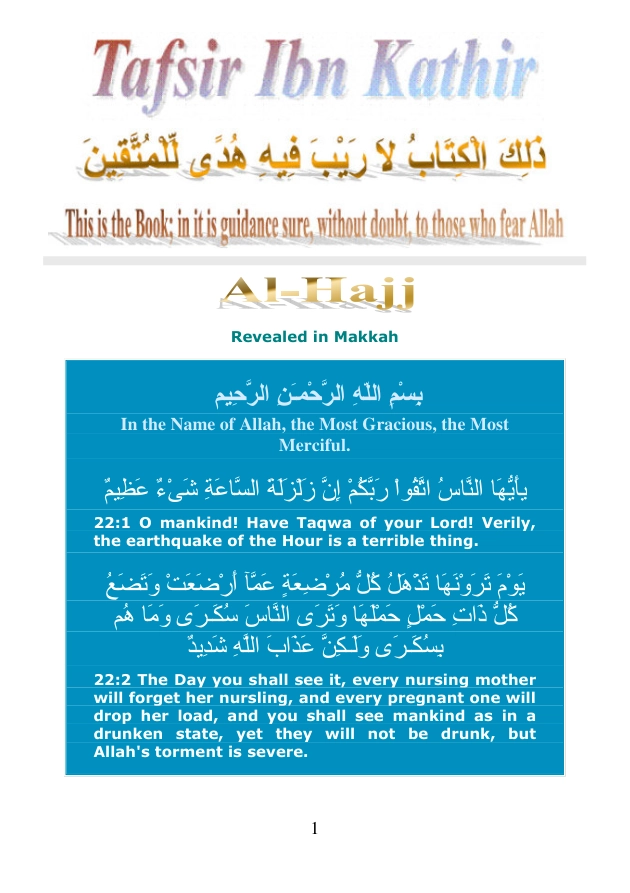 Tafsir Ibn Kathir
ذَلِكَ الْكِتَابُ لاَ رَيْبَ فِيهِ هُدًى لِّلْمُتَّقِينَ
This is the Book; in it is guidance sure, without doubt, to those who fear Allah
Al-Hajj
Revealed in Makkah
بِسْمِ اللَّهِ الرَّحْمـَنِ الرَّحِيمِ
In the Name of Allah, the Most Gracious, the Most
Merciful.
يأَيُّهَا النَّاسُ اتَّقُواْ رَبَّكُمْ إِنَّ زَلْزَلَةَ السَّاعَةِ شَىْءٌ عَظِيمٌ
22:1 O mankind! Have Taqwa of your Lord! Verily,
the earthquake of the Hour is a terrible thing.
يَوْمَ تَرَوْنَهَا تَذْهَلُ كُلُّ مُرْضِعَةٍ عَمَّآ أَرْضَعَتْ وَتَضَعُ
كُلُّ ذَاتِ حَمْلٍ حَمْلَهَا وَتَرَى النَّاسَ سُكَـرَى وَمَا هُم
بِسُكَـرَى وَلَـكِنَّ عَذَابَ اللَّهِ شَدِيدٌ
22:2 The Day you shall see it, every nursing mother
will forget her nursling, and every pregnant one will
drop her load, and you shall see mankind as in a
drunken state, yet they will not be drunk, but
Allah's torment is severe.
1